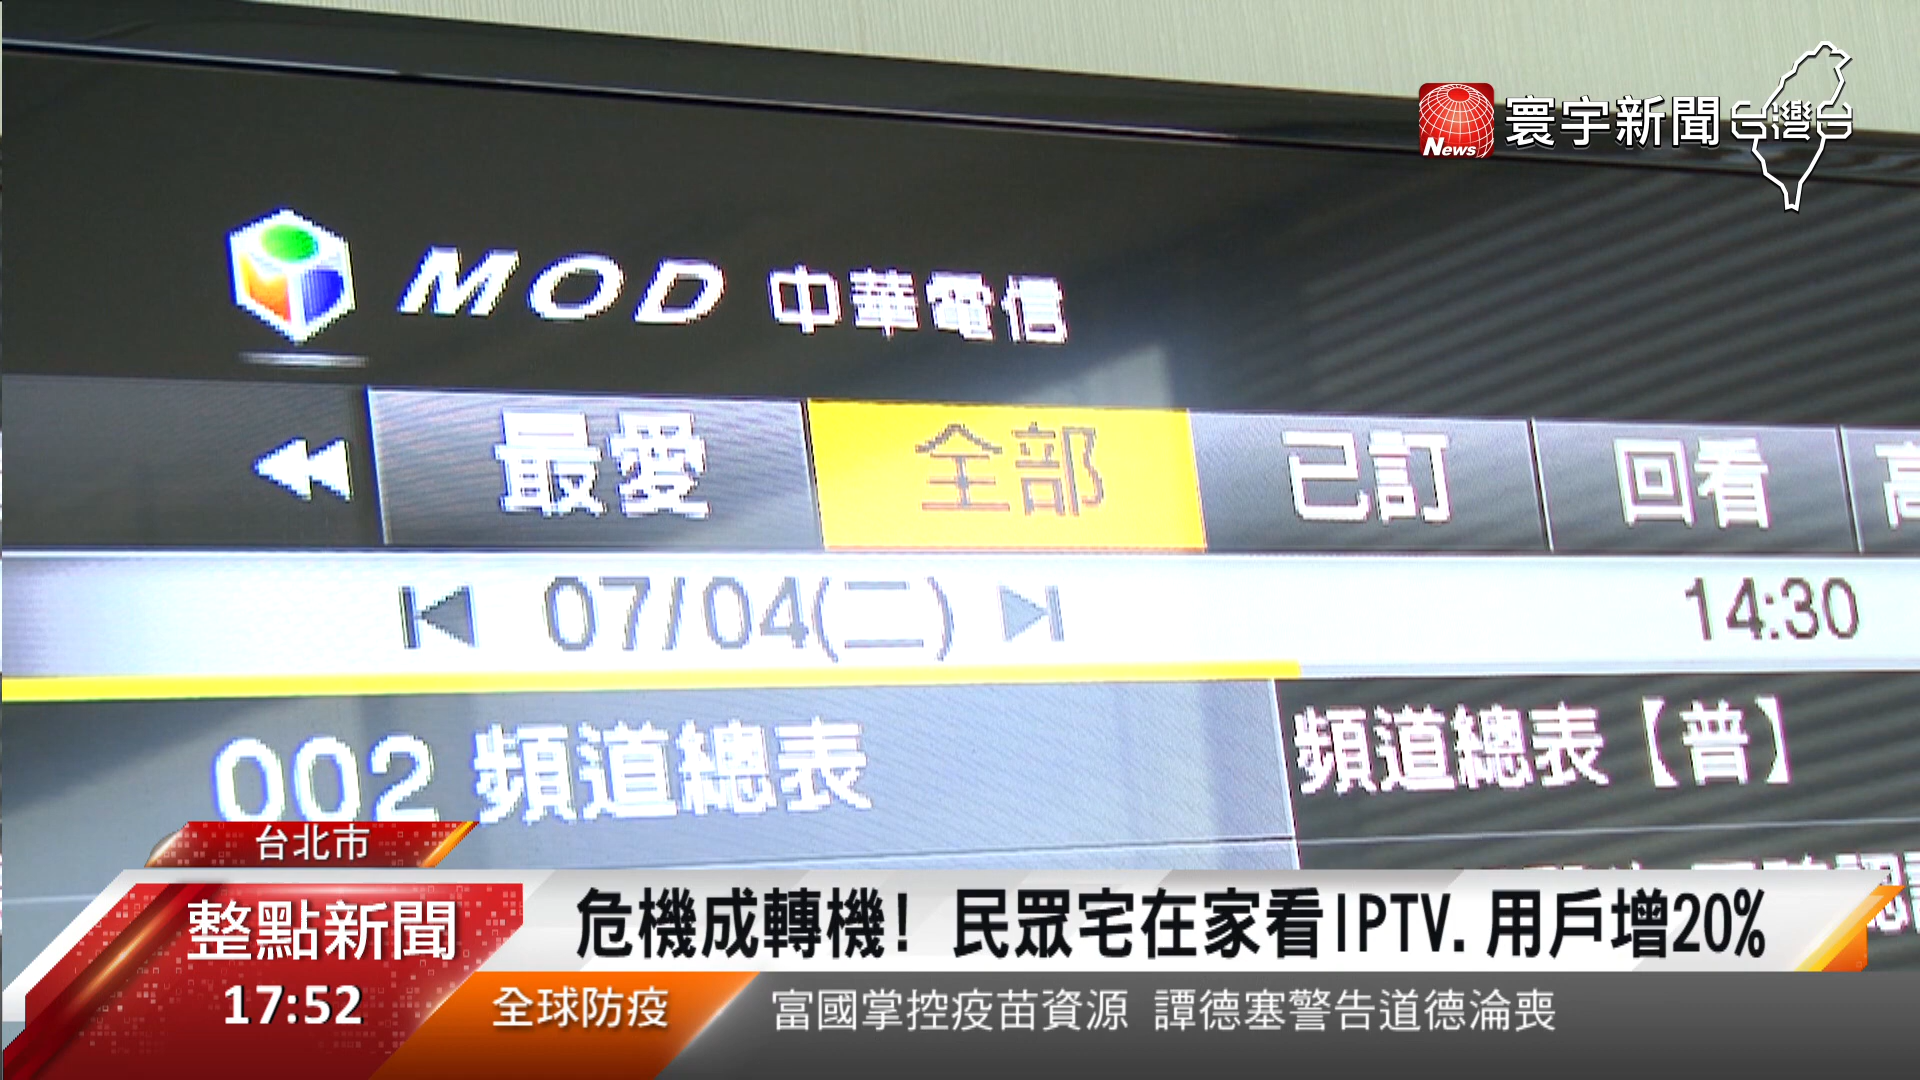 News 寰宇新聞 台灣台
MOD 中華電信
最愛 全部 已訂 回看
07/04(二) 14:30
002 頻道總表 頻道總表【普】
台北市
整點新聞 危機成轉機! 民眾宅在家看IPTV.用戶增20%
17:52 全球防疫 富國掌控疫苗資源 譚德塞警告道德淪喪